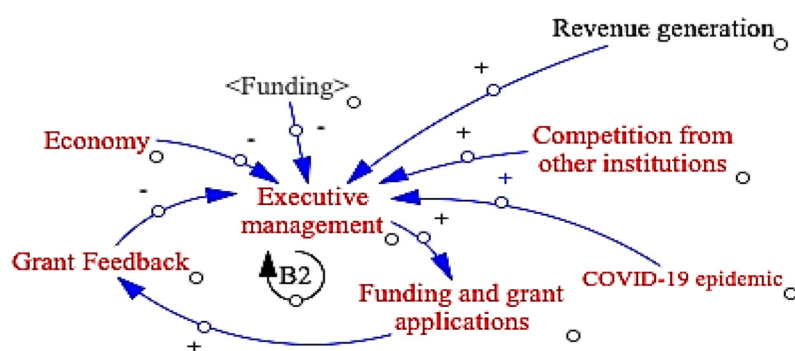 Revenue generation
+
<Funding>
-
Economy
-
+
Competition from
other institutions
-
+
Executive
management
+
Grant Feedback
B2
COVID-19 epidemic
Funding and grant
applications
+